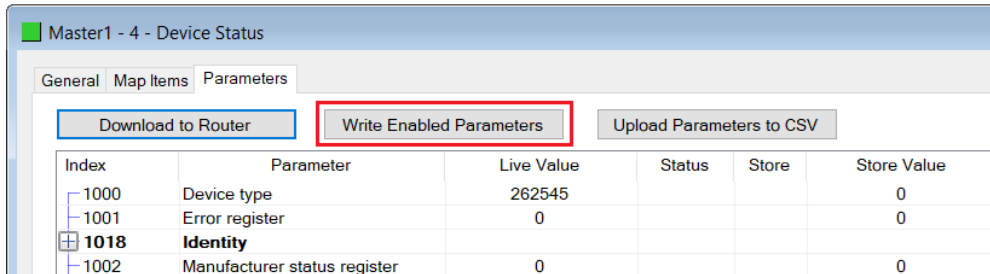 Master1 - 4 - Device Status
General Map Items Parameters
Download to Router Write Enabled Parameters Upload Parameters to CSV
Index Parameter Live Value Status Store Store Value
1000 Device type 262545 0
1001 Error register 0 0
1018 Identity
1002 Manufacturer status register 0 0